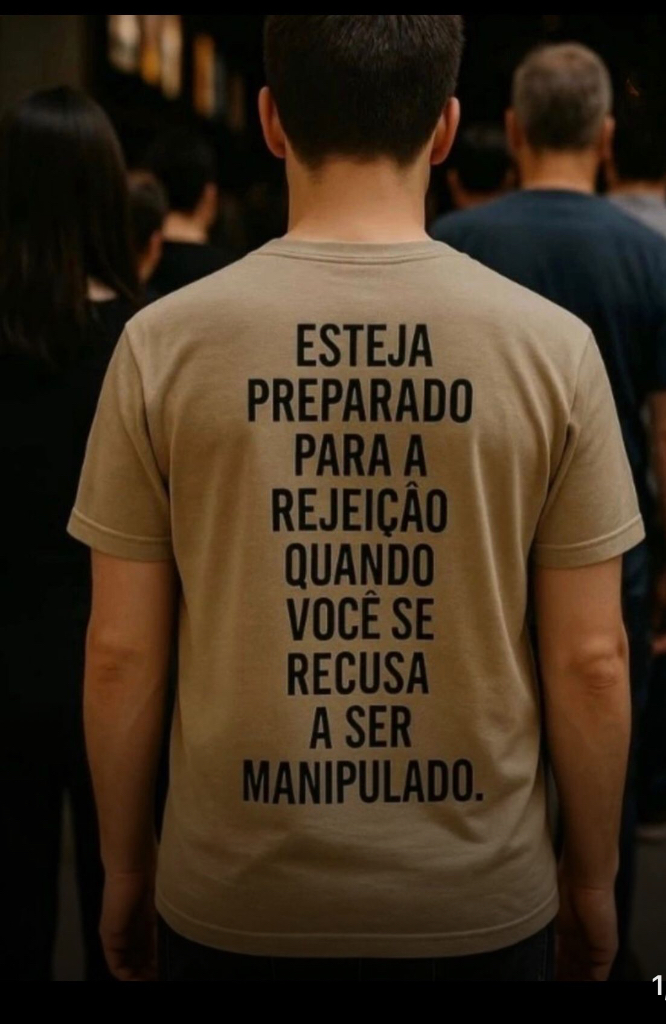 ESTEJA
PREPARADO
PARA A
REJEIÇÂO
QUANDO
VOCÊ SE
RECUSA
A SER
MANIPULADO.